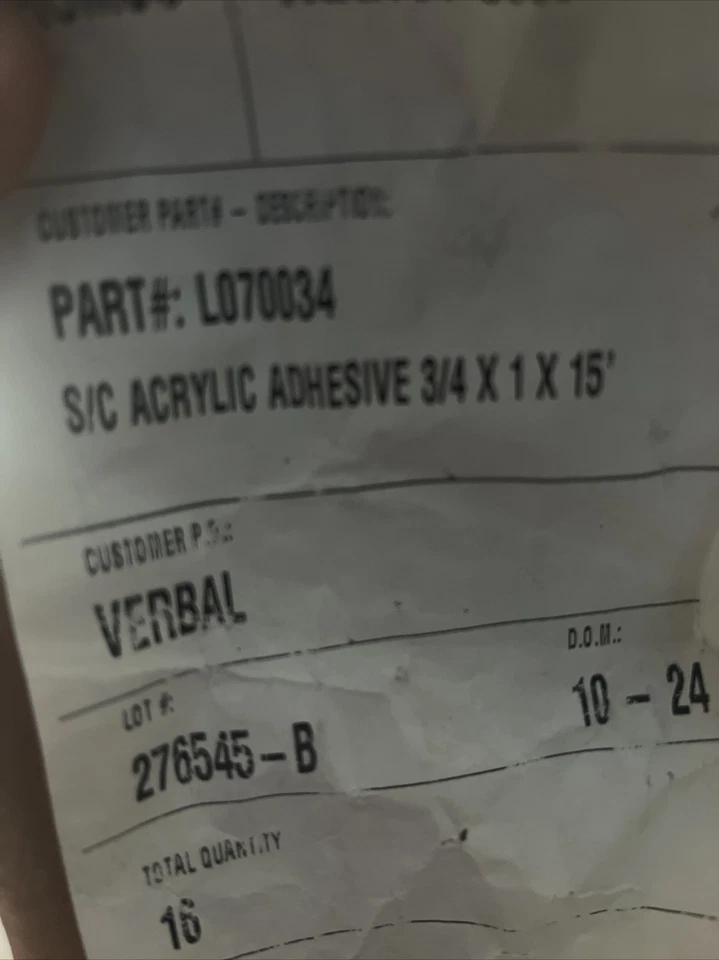 CUSTOMER PART# - DESCRIPTION:
PART#: L070034
S/C ACRYLIC ADHESIVE 3/4 X 1 X 15'
CUSTOMER P.O.:
VERBAL
LOT #:
276545-B
D.O.M.:
10 - 24
TOTAL QUANTITY
16